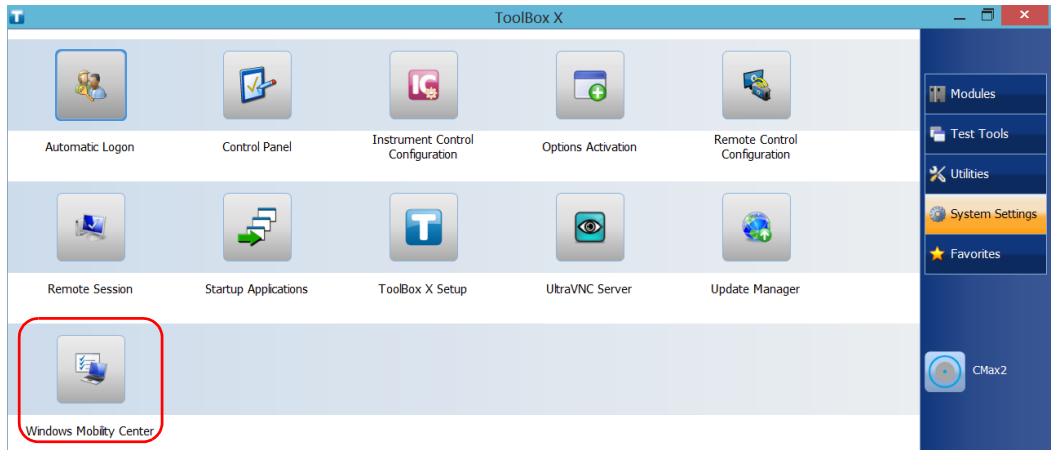 ToolBox X
Automatic Logon
Control Panel
Instrument Control
Configuration
Options Activation
Remote Control
Configuration
Remote Session
Startup Applications
ToolBox X Setup
UltraVNC Server
Update Manager
Windows Mobility Center
Modules
Test Tools
Utilities
System Settings
Favorites
CMax2